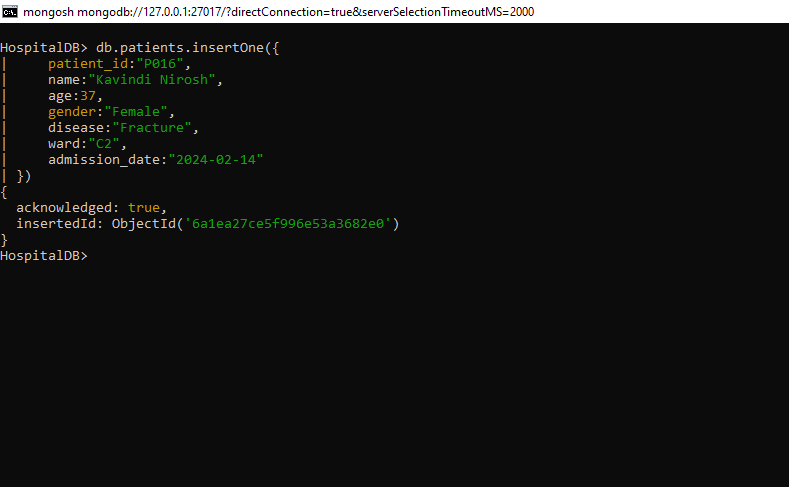 mongosh mongodb://127.0.0.1:27017/?directConnection=true&serverSelectionTimeoutMS=2000
HospitalDB> db.patients.insertOne({
|     patient_id:"P016",
|     name:"Kavindi Nirosh",
|     age:37,
|     gender:"Female",
|     disease:"Fracture",
|     ward:"C2",
|     admission_date:"2024-02-14"
| })
{
  acknowledged: true,
  insertedId: ObjectId('6a1ea27ce5f996e53a3682e0')
}
HospitalDB>